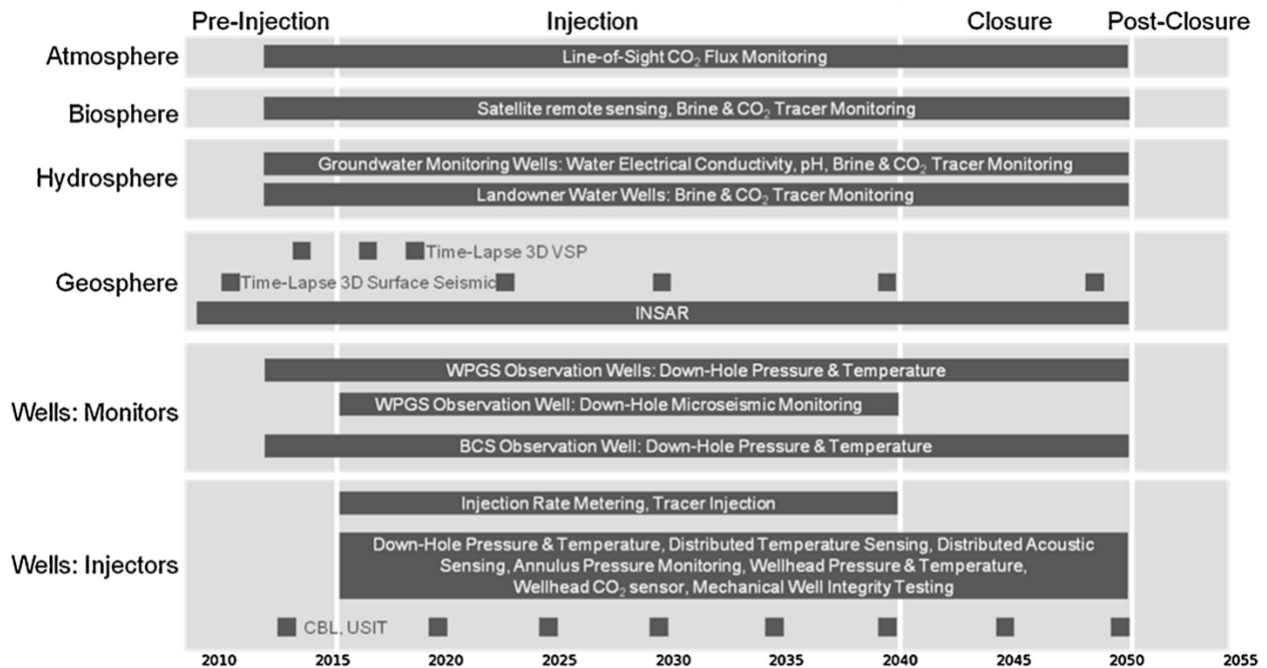 Pre-Injection Injection Closure Post-Closure
Atmosphere
Line-of-Sight CO₂ Flux Monitoring
Biosphere
Satellite remote sensing, Brine & CO₂ Tracer Monitoring
Hydrosphere
Groundwater Monitoring Wells: Water Electrical Conductivity, pH, Brine & CO₂ Tracer Monitoring
Landowner Water Wells: Brine & CO₂ Tracer Monitoring
Geosphere
Time-Lapse 3D VSP
Time-Lapse 3D Surface Seismic
INSAR
Wells: Monitors
WPGS Observation Wells: Down-Hole Pressure & Temperature
WPGS Observation Well: Down-Hole Microseismic Monitoring
BCS Observation Well: Down-Hole Pressure & Temperature
Wells: Injectors
Injection Rate Metering, Tracer Injection
Down-Hole Pressure & Temperature, Distributed Temperature Sensing, Distributed Acoustic
Sensing, Annulus Pressure Monitoring, Wellhead Pressure & Temperature,
Wellhead CO₂ sensor, Mechanical Well Integrity Testing
CBL, USIT
2010 2015 2020 2025 2030 2035 2040 2045 2050 2055